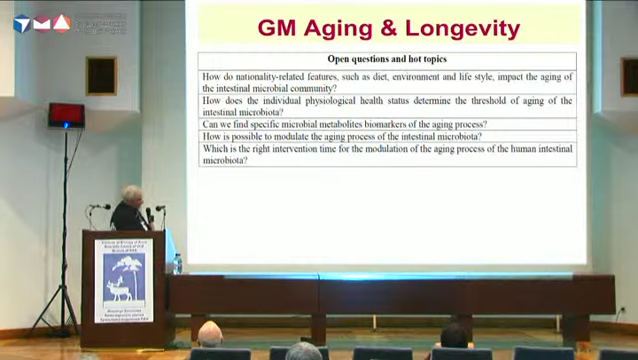 GM Aging & Longevity
Open questions and hot topics
How do nationality-related features, such as diet, environment and life style, impact the aging of
the intestinal microbial community?
How does the individual physiological health status determine the threshold of aging of the
intestinal microbiota?
Can we find specific microbial metabolites biomarkers of the aging process?
How is possible to modulate the aging process of the intestinal microbiota?
Which is the right intervention time for the modulation of the aging process of the human intestinal
microbiota?